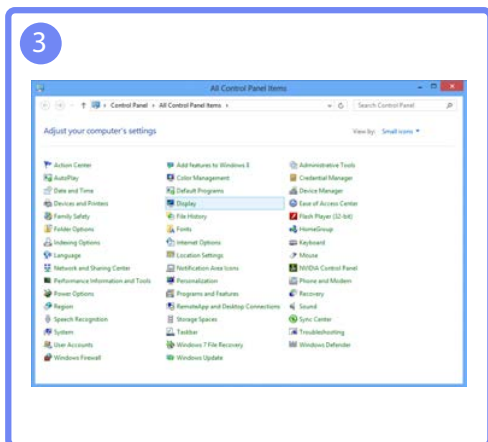 3
All Control Panel Items
Control Panel All Control Panel Items Search Control Panel
Adjust your computer's settings View by: Small icons
Action Center Add features to Windows 8 Administrative Tools
AutoPlay Color Management Credential Manager
Date and Time Default Programs Device Manager
Devices and Printers Display Ease of Access Center
Family Safety File History Flash Player (32-bit)
Folder Options Fonts HomeGroup
Indexing Options Internet Options Keyboard
Language Location Settings Mouse
Network and Sharing Center Notification Area Icons NVIDIA Control Panel
Performance Information and Tools Personalization Phone and Modem
Power Options Programs and Features Recovery
Region RemoteApp and Desktop Connections Sound
Speech Recognition Storage Spaces Sync Center
System Taskbar Troubleshooting
User Accounts Windows 7 File Recovery Windows Defender
Windows Firewall Windows Update